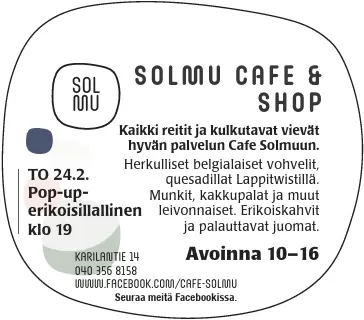 SOL
MU
SOLMU CAFE &
SHOP
Kaikki reitit ja kulkutavat vievät
hyvän palvelun Cafe Solmuun.
Herkulliset belgialaiset vohvelit,
quesadillat Lappitwistillä.
Munkit, kakkupalat ja muut
leivonnaiset. Erikoiskahvit
ja palauttavat juomat.
TO 24.2.
Pop-up-
erikoisillallinen
klo 19
Avoinna 10–16
KARILANTIE 14
040 356 8158
WWW.FACEBOOK.COM/CAFE-SOLMU
Seuraa meitä Facebookissa.